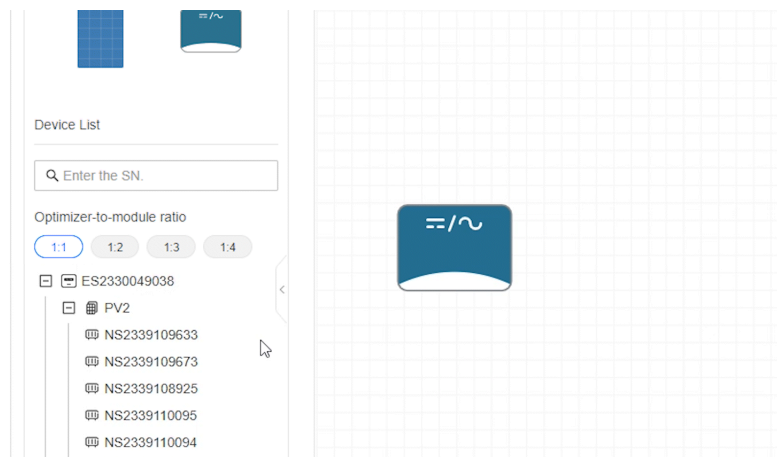 Device List
Enter the SN.
Optimizer-to-module ratio
1:1 1:2 1:3 1:4
ES2330049038
PV2
NS2339109633
NS2339109673
NS2339108925
NS2339110095
NS2339110094